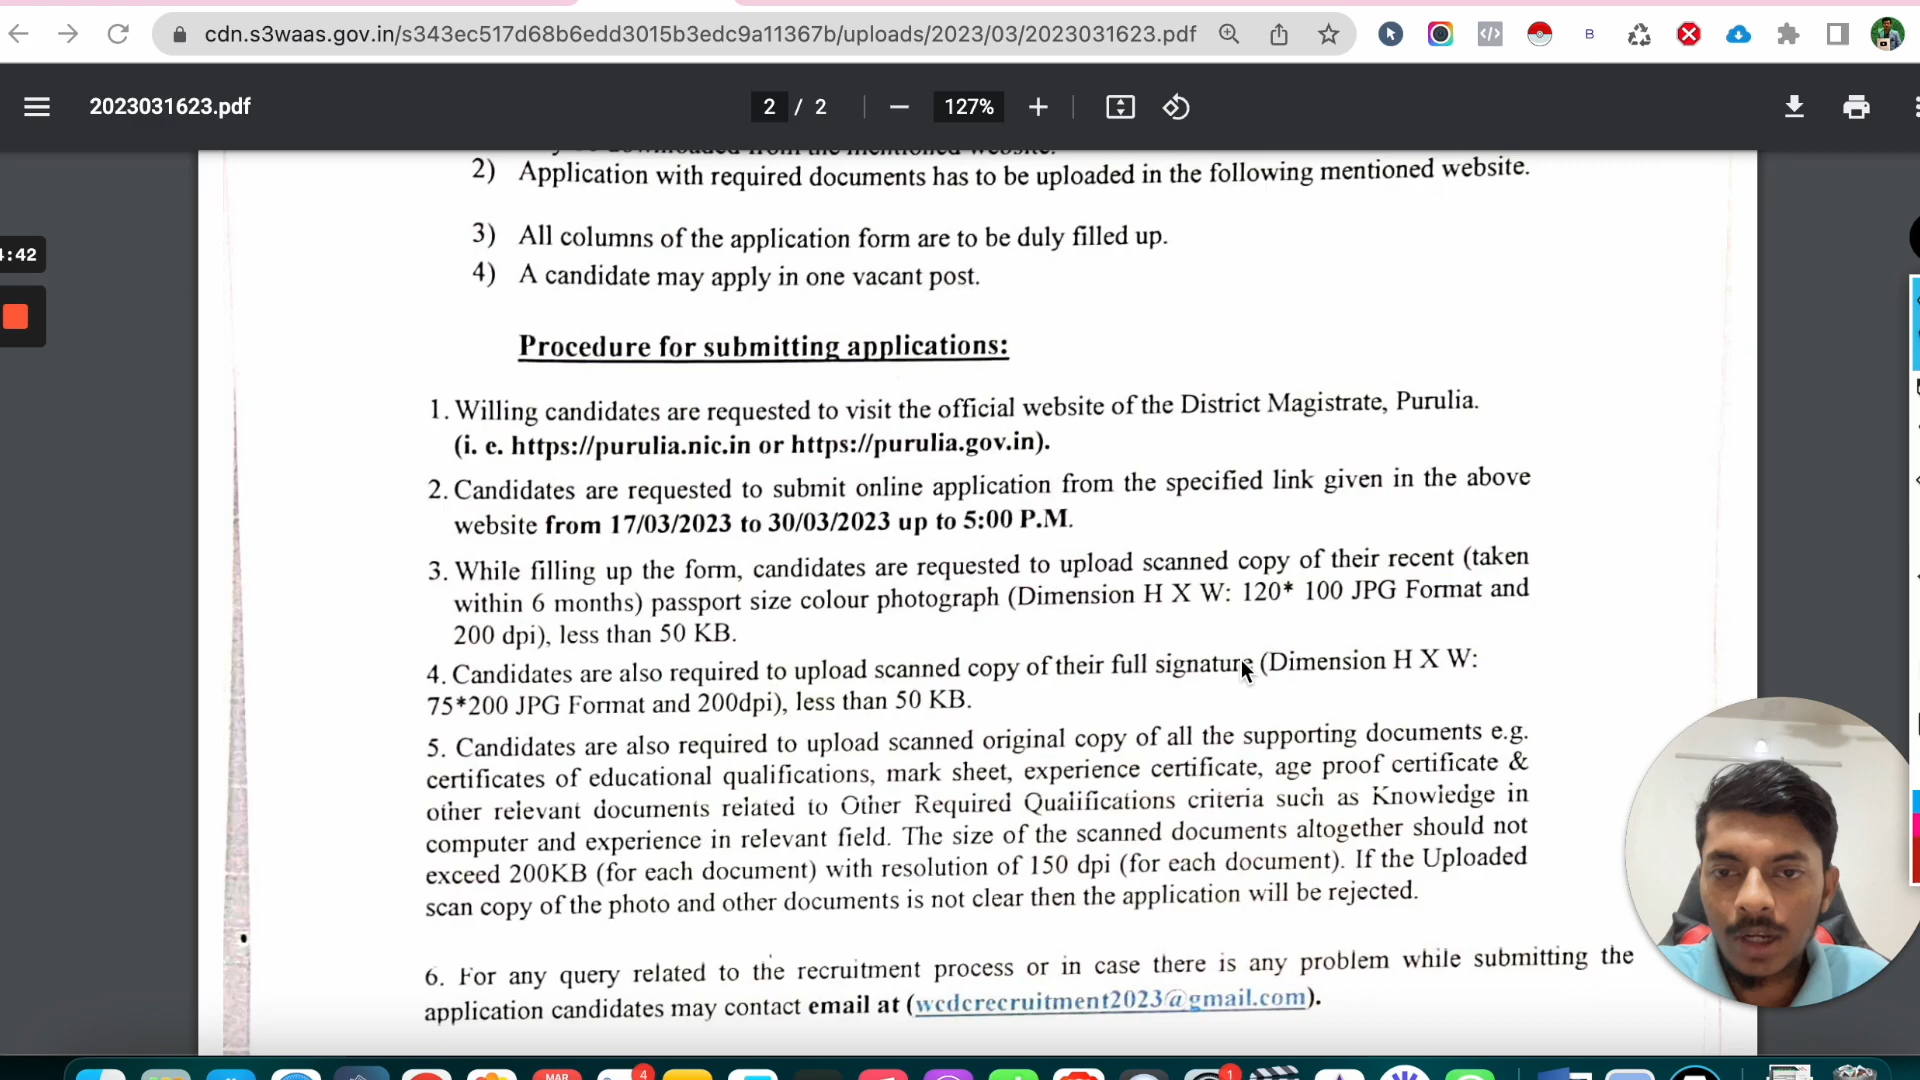 cdn.s3waas.gov.in/s343ec517d68b6edd3015b3edc9a11367b/uploads/2023/03/2023031623.pdf
B
2023031623.pdf
2 / 2
127%
downloaded from the mentioned website.
2) Application with required documents has to be uploaded in the following mentioned website.
:42
3) All columns of the application form are to be duly filled up.
4) A candidate may apply in one vacant post.
Procedure for submitting applications:
1. Willing candidates are requested to visit the official website of the District Magistrate, Purulia.
(i. e. https://purulia.nic.in or https://purulia.gov.in).
2. Candidates are requested to submit online application from the specified link given in the above
website from 17/03/2023 to 30/03/2023 up to 5:00 P.M.
3. While filling up the form, candidates are requested to upload scanned copy of their recent (taken
within 6 months) passport size colour photograph (Dimension H X W: 120* 100 JPG Format and
200 dpi), less than 50 KB.
4. Candidates are also required to upload scanned copy of their full signature (Dimension H X W:
75*200 JPG Format and 200dpi), less than 50 KB.
5. Candidates are also required to upload scanned original copy of all the supporting documents e.g.
certificates of educational qualifications, mark sheet, experience certificate, age proof certificate &
other relevant documents related to Other Required Qualifications criteria such as Knowledge in
computer and experience in relevant field. The size of the scanned documents altogether should not
exceed 200KB (for each document) with resolution of 150 dpi (for each document). If the Uploaded
scan copy of the photo and other documents is not clear then the application will be rejected.
6. For any query related to the recruitment process or in case there is any problem while submitting the
application candidates may contact email at (wcdcrecruitment2023@gmail.com).
MAR
4
1